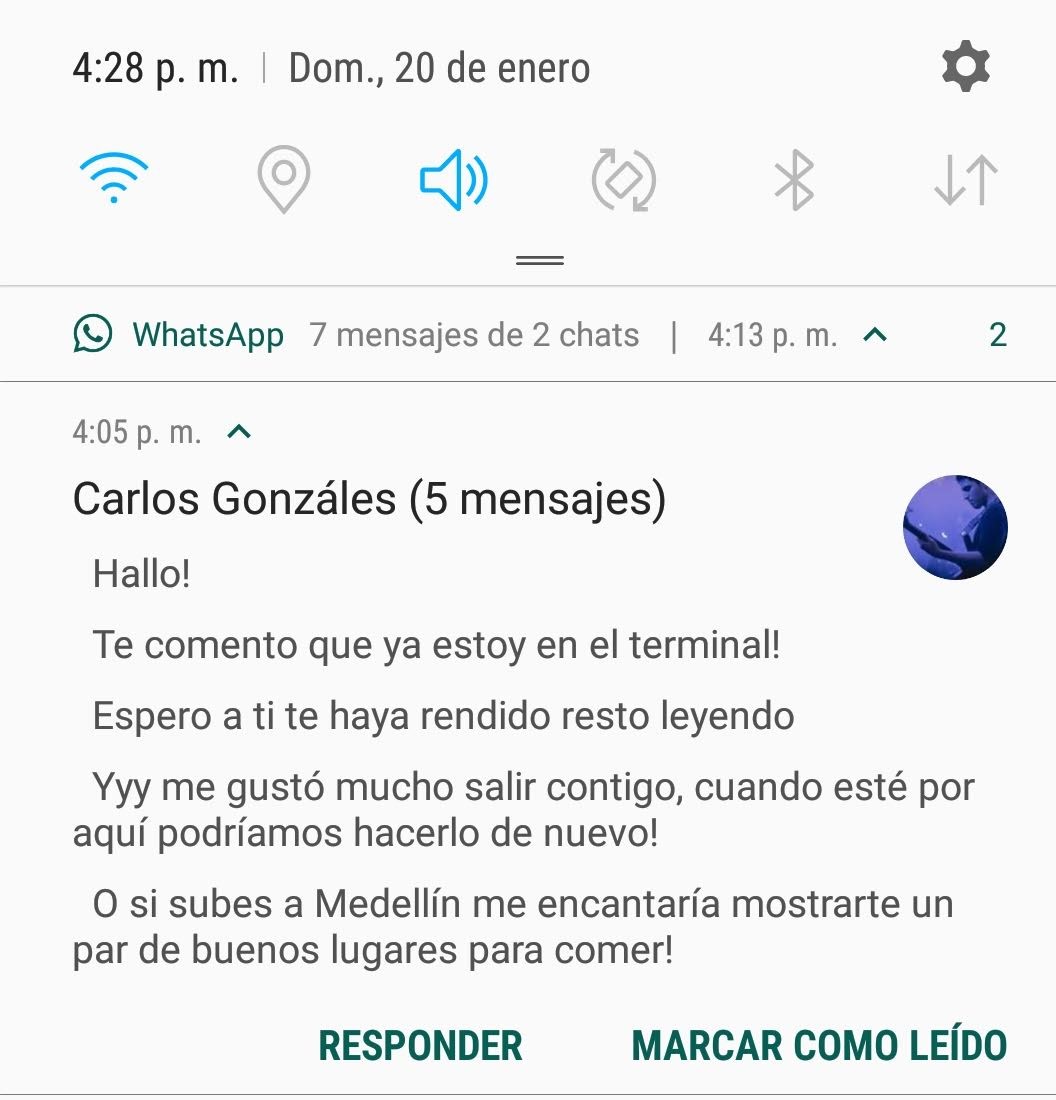 4:28 p. m. | Dom., 20 de enero
WhatsApp 7 mensajes de 2 chats | 4:13 p. m. 2
4:05 p. m.
Carlos Gonzáles (5 mensajes)
Hallo!
Te comento que ya estoy en el terminal!
Espero a ti te haya rendido resto leyendo
Yyy me gustó mucho salir contigo, cuando esté por
aquí podríamos hacerlo de nuevo!
O si subes a Medellín me encantaría mostrarte un
par de buenos lugares para comer!
RESPONDER MARCAR COMO LEÍDO